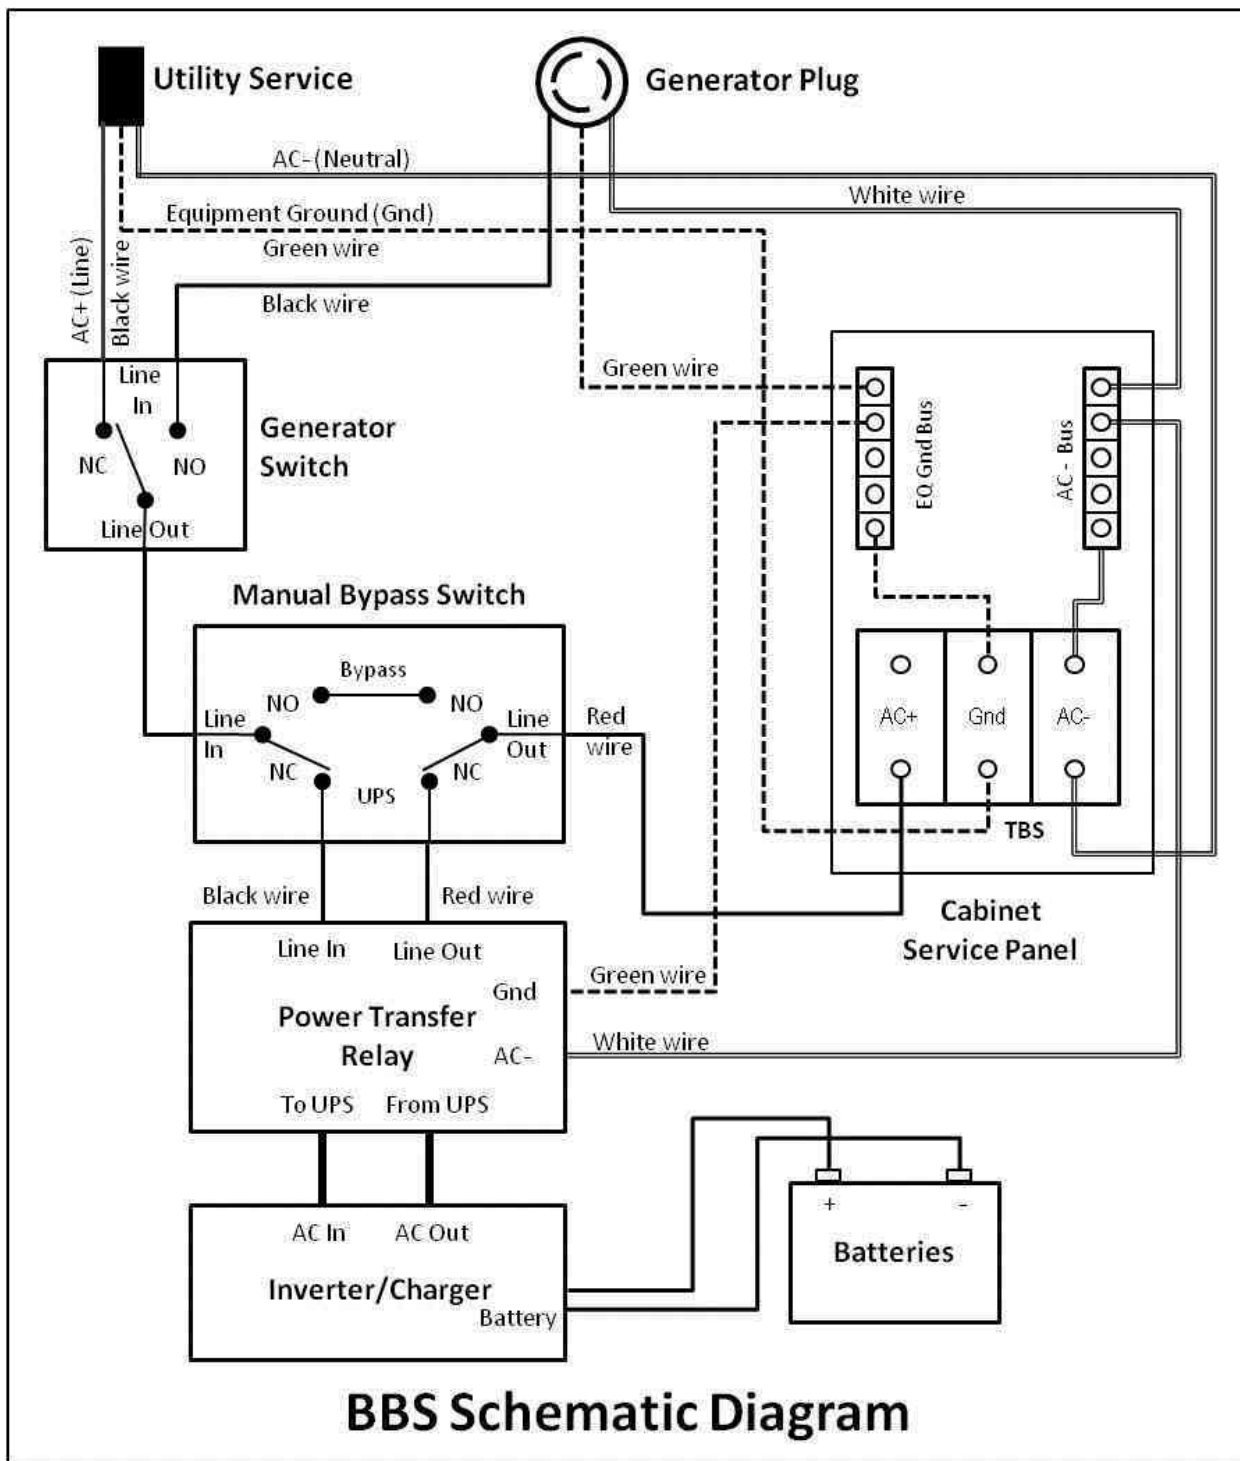 Utility Service
Generator Plug
AC- (Neutral)
White wire
Equipment Ground (Gnd)
Green wire
AC+ (Line)
Black wire
Black wire
Green wire
Line
In
NC
NO
Line Out
Generator
Switch
EQ Gnd Bus
AC - Bus
Manual Bypass Switch
Bypass
NO
NO
Line
In
Line
Out
NC
NC
UPS
Red
wire
AC+
Gnd
AC-
TBS
Cabinet
Service Panel
Black wire
Red wire
Line In
Line Out
Gnd
Green wire
Power Transfer
Relay
AC-
White wire
To UPS
From UPS
AC In
AC Out
Inverter/Charger
Battery
+
-
Batteries
BBS Schematic Diagram